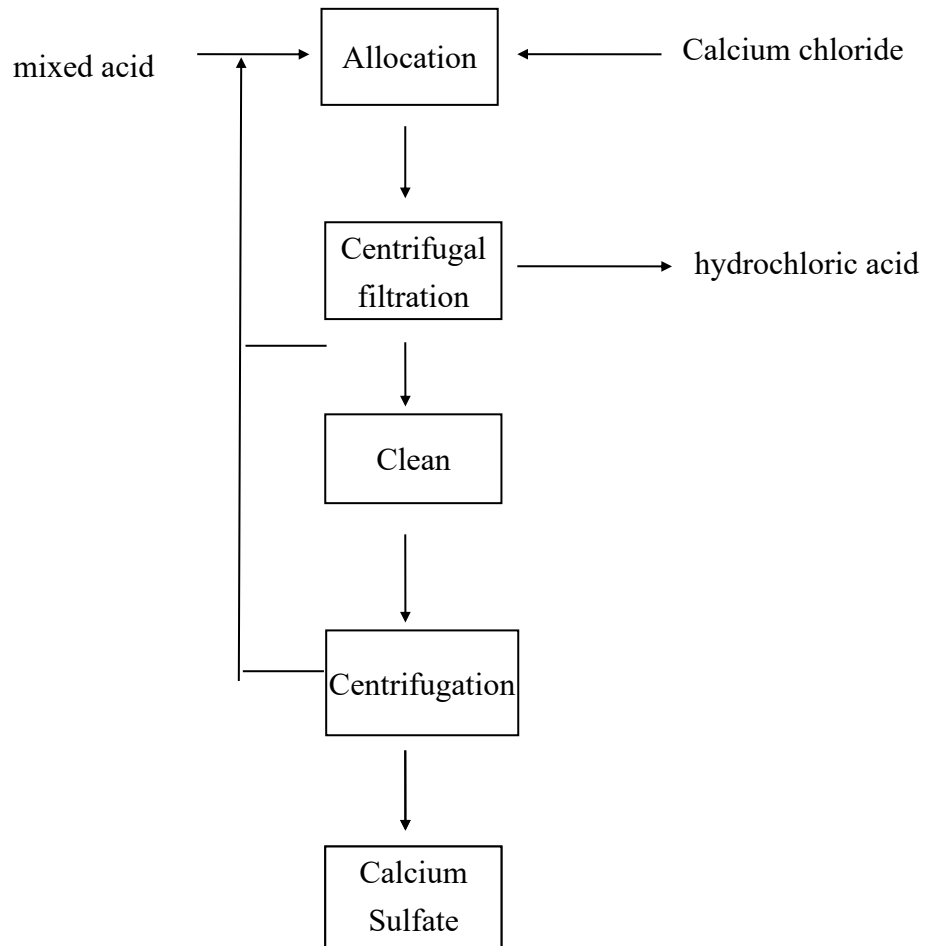 mixed acid
Allocation
Calcium chloride
Centrifugal
filtration
hydrochloric acid
Clean
Centrifugation
Calcium
Sulfate